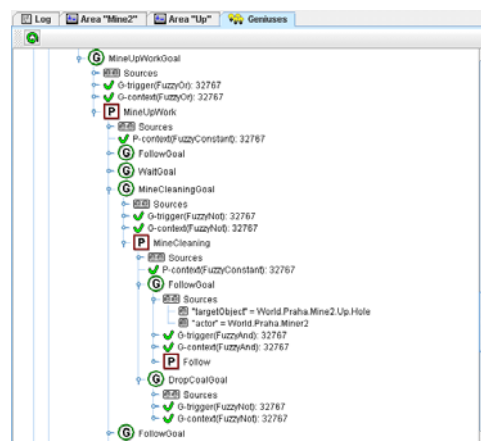 Log Area "Mine2" Area "Up" Geniuses
G MineUpWorkGoal
Sources
G-trigger(FuzzyOr): 32767
G-context(FuzzyOr): 32767
P MineUpWork
Sources
P-context(FuzzyConstant): 32767
G FollowGoal
G WaitGoal
G MineCleaningGoal
Sources
G-trigger(FuzzyNot): 32767
G-context(FuzzyNot): 32767
P MineCleaning
Sources
P-context(FuzzyConstant): 32767
G FollowGoal
Sources
"targetObject" = World.Praha.Mine2.Up.Hole
"actor" = World.Praha.Miner2
G-trigger(FuzzyAnd): 32767
G-context(FuzzyAnd): 32767
P Follow
G DropCoalGoal
Sources
G-trigger(FuzzyNot): 32767
G-context(FuzzyNot): 32767
G FollowGoal